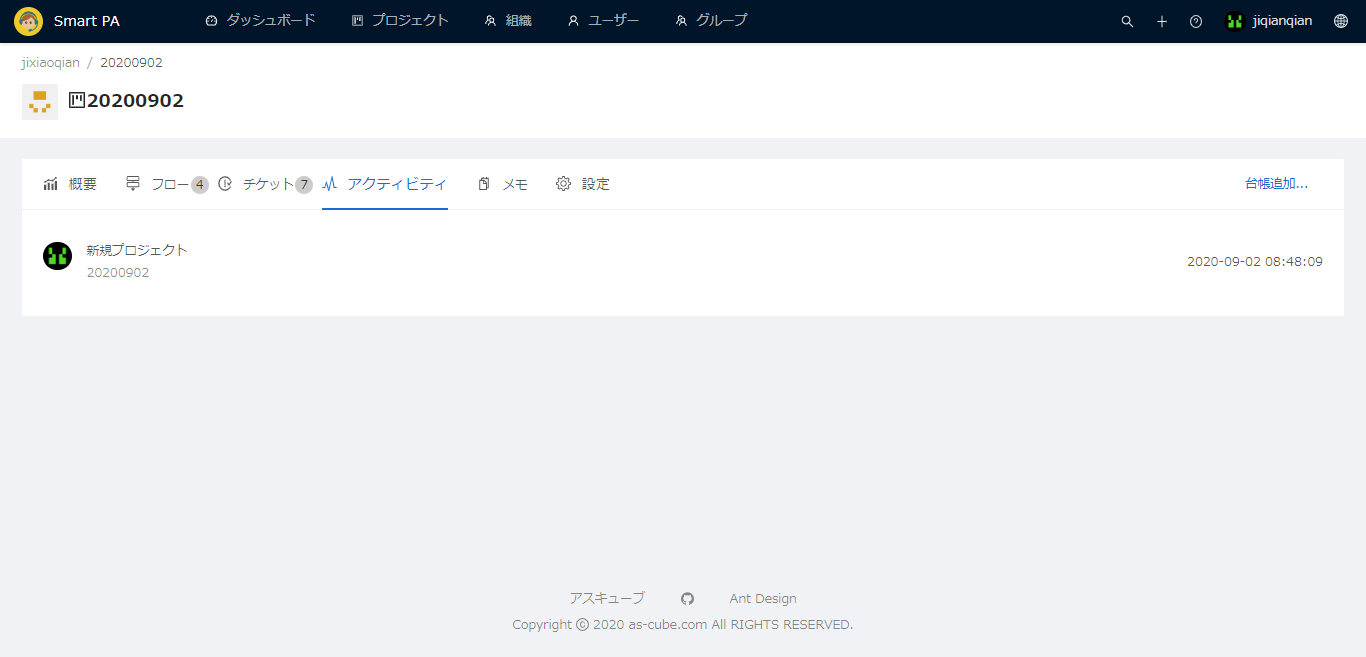 Smart PA ダッシュボード プロジェクト 組織 ユーザー グループ jiqianqian
jixiaoqian / 20200902
20200902
概要 フロー 4 チケット 7 アクティビティ メモ 設定 台帳追加...
新規プロジェクト
20200902
2020-09-02 08:48:09
アスキューブ Ant Design
Copyright © 2020 as-cube.com All RIGHTS RESERVED.